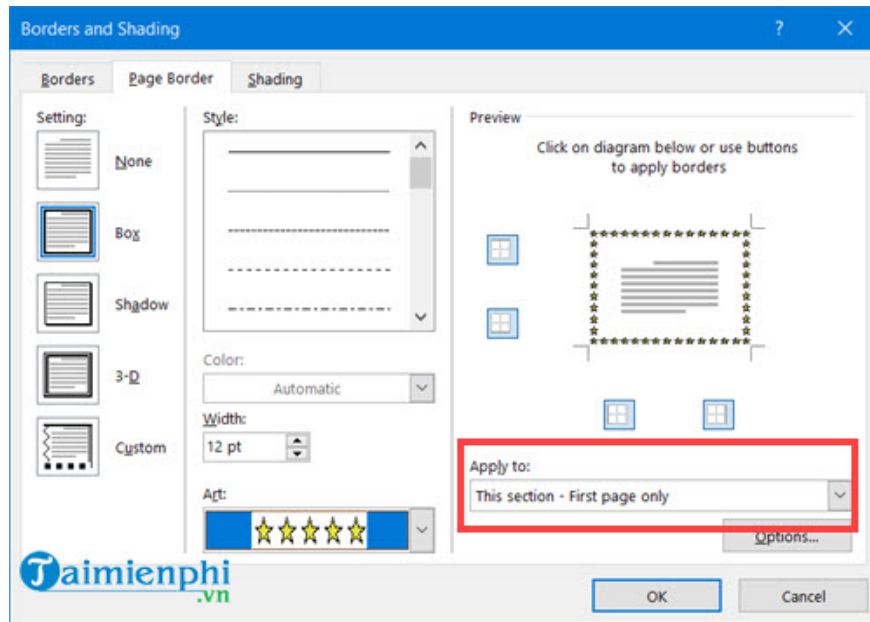 Borders and Shading
?
Borders
Page Border
Shading
Setting:
None
Box
Shadow
3-D
Custom
Style:
Color:
Automatic
Width:
12 pt
Art:
Preview
Click on diagram below or use buttons
to apply borders
Apply to:
This section - First page only
Options...
Taimienphi
.vn
OK
Cancel